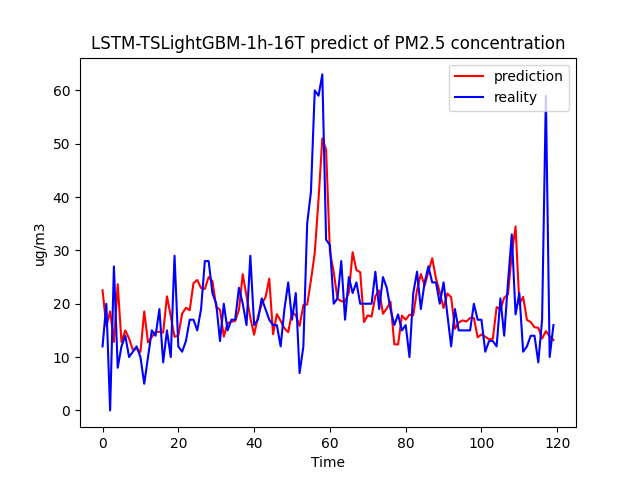 LSTM-TSLightGBM-1h-16T predict of PM2.5 concentration
prediction
reality
ug/m3
60
50
40
30
20
10
0
0 20 40 60 80 100 120
Time